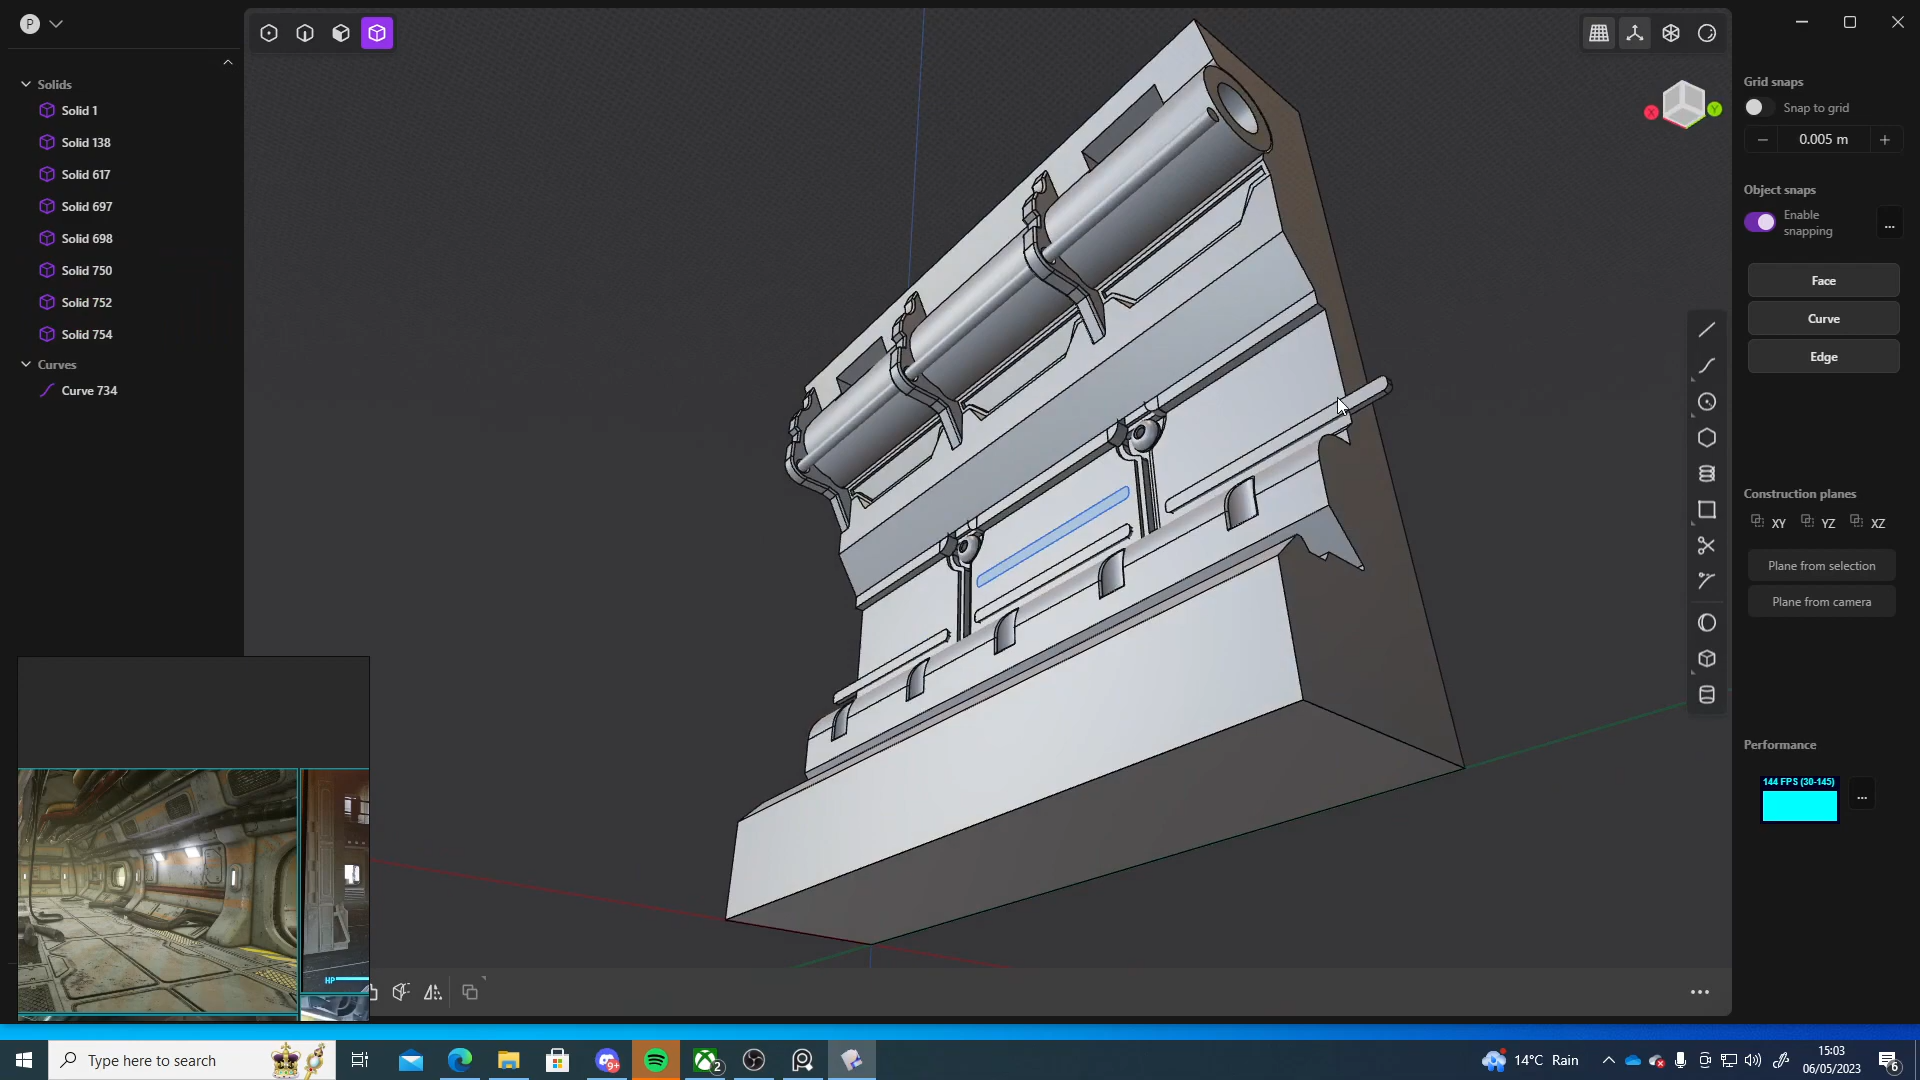 P
Solids
Solid 1
Solid 138
Solid 617
Solid 697
Solid 698
Solid 750
Solid 752
Solid 754
Curves
Curve 734
X
Y
Grid snaps
Snap to grid
0.005 m
Object snaps
Enable
snapping
...
Face
Curve
Edge
Construction planes
XY
YZ
XZ
Plane from selection
Plane from camera
Performance
144 FPS (30-145)
...
HP
Type here to search
9+
2
14°C Rain
15:03
06/05/2023
6